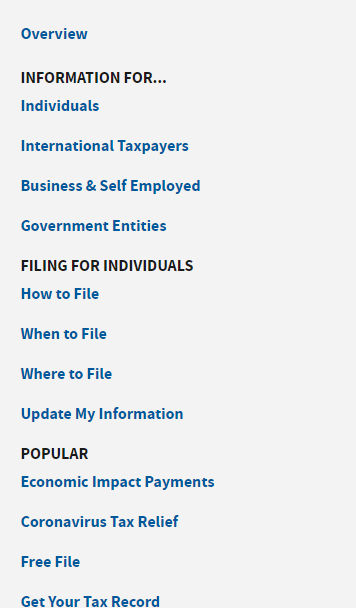 Overview
INFORMATION FOR...
Individuals
International Taxpayers
Business & Self Employed
Government Entities
FILING FOR INDIVIDUALS
How to File
When to File
Where to File
Update My Information
POPULAR
Economic Impact Payments
Coronavirus Tax Relief
Free File
Get Your Tax Record